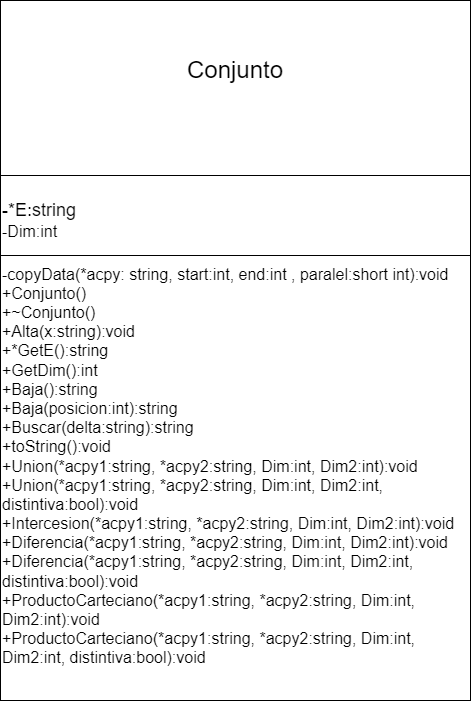 Conjunto
-*E:string
-Dim:int
-copyData(*acpy: string, start:int, end:int , paralel:short int):void
+Conjunto()
+~Conjunto()
+Alta(x:string):void
+*GetE():string
+GetDim():int
+Baja():string
+Baja(posicion:int):string
+Buscar(delta:string):string
+toString():void
+Union(*acpy1:string, *acpy2:string, Dim:int, Dim2:int):void
+Union(*acpy1:string, *acpy2:string, Dim:int, Dim2:int,
distintiva:bool):void
+Intercesion(*acpy1:string, *acpy2:string, Dim:int, Dim2:int):void
+Diferencia(*acpy1:string, *acpy2:string, Dim:int, Dim2:int):void
+Diferencia(*acpy1:string, *acpy2:string, Dim:int, Dim2:int,
distintiva:bool):void
+ProductoCarteciano(*acpy1:string, *acpy2:string, Dim:int,
Dim2:int):void
+ProductoCarteciano(*acpy1:string, *acpy2:string, Dim:int,
Dim2:int, distintiva:bool):void